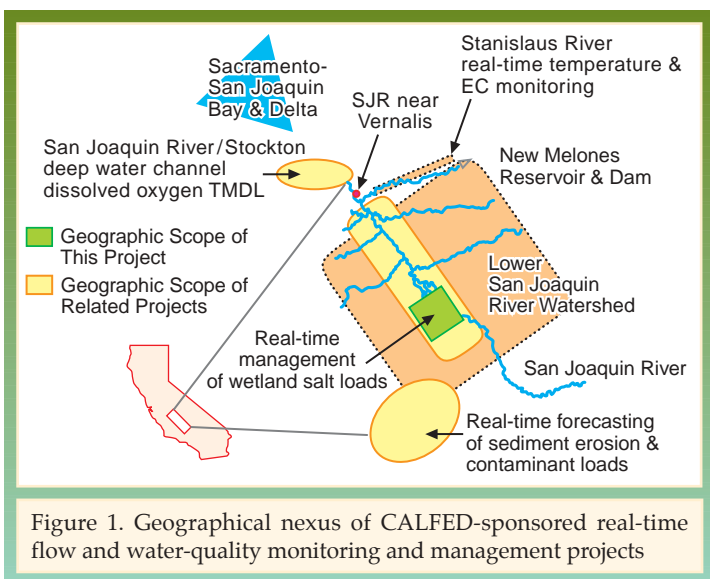 Sacramento-
San Joaquin
Bay & Delta
Stanislaus River
real-time temperature &
EC monitoring
SJR near
Vernalis
San Joaquin River/Stockton
deep water channel
dissolved oxygen TMDL
New Melones
Reservoir & Dam
Geographic Scope of
This Project
Geographic Scope of
Related Projects
Lower
San Joaquin
River Watershed
Real-time
management
of wetland salt loads
San Joaquin River
Real-time forecasting
of sediment erosion &
contaminant loads
Figure 1. Geographical nexus of CALFED-sponsored real-time
flow and water-quality monitoring and management projects